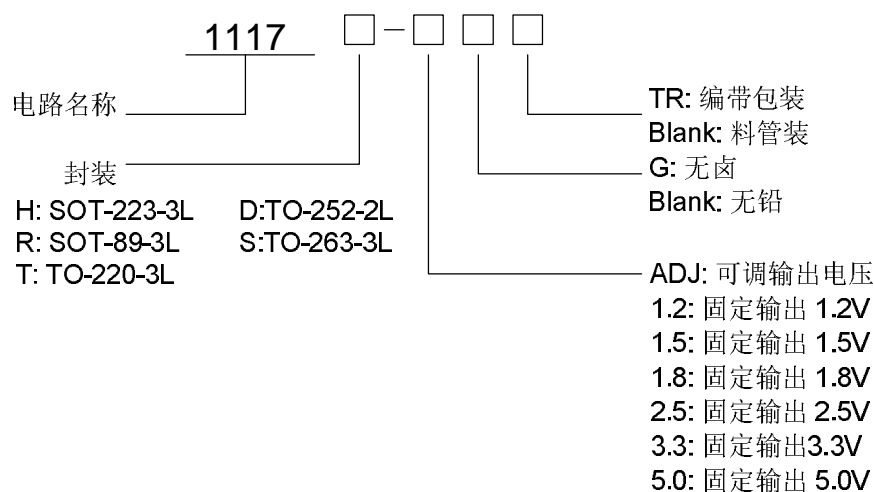 1117 □-□□□
电路名称
封装
H: SOT-223-3L D:TO-252-2L
R: SOT-89-3L S:TO-263-3L
T: TO-220-3L
TR: 编带包装
Blank: 料管装
G: 无卤
Blank: 无铅
ADJ: 可调输出电压
1.2: 固定输出 1.2V
1.5: 固定输出 1.5V
1.8: 固定输出 1.8V
2.5: 固定输出 2.5V
3.3: 固定输出3.3V
5.0: 固定输出 5.0V